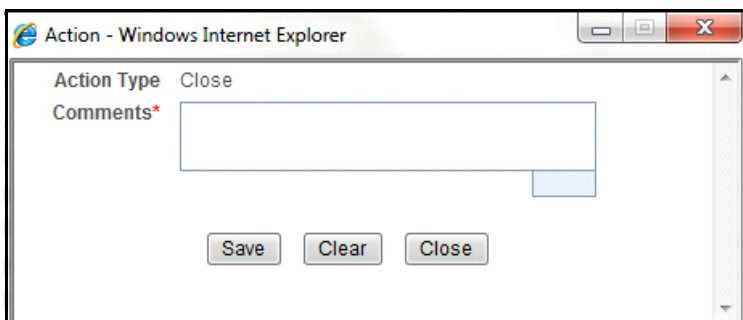 Action - Windows Internet Explorer
Action Type Close
Comments*
Save Clear Close